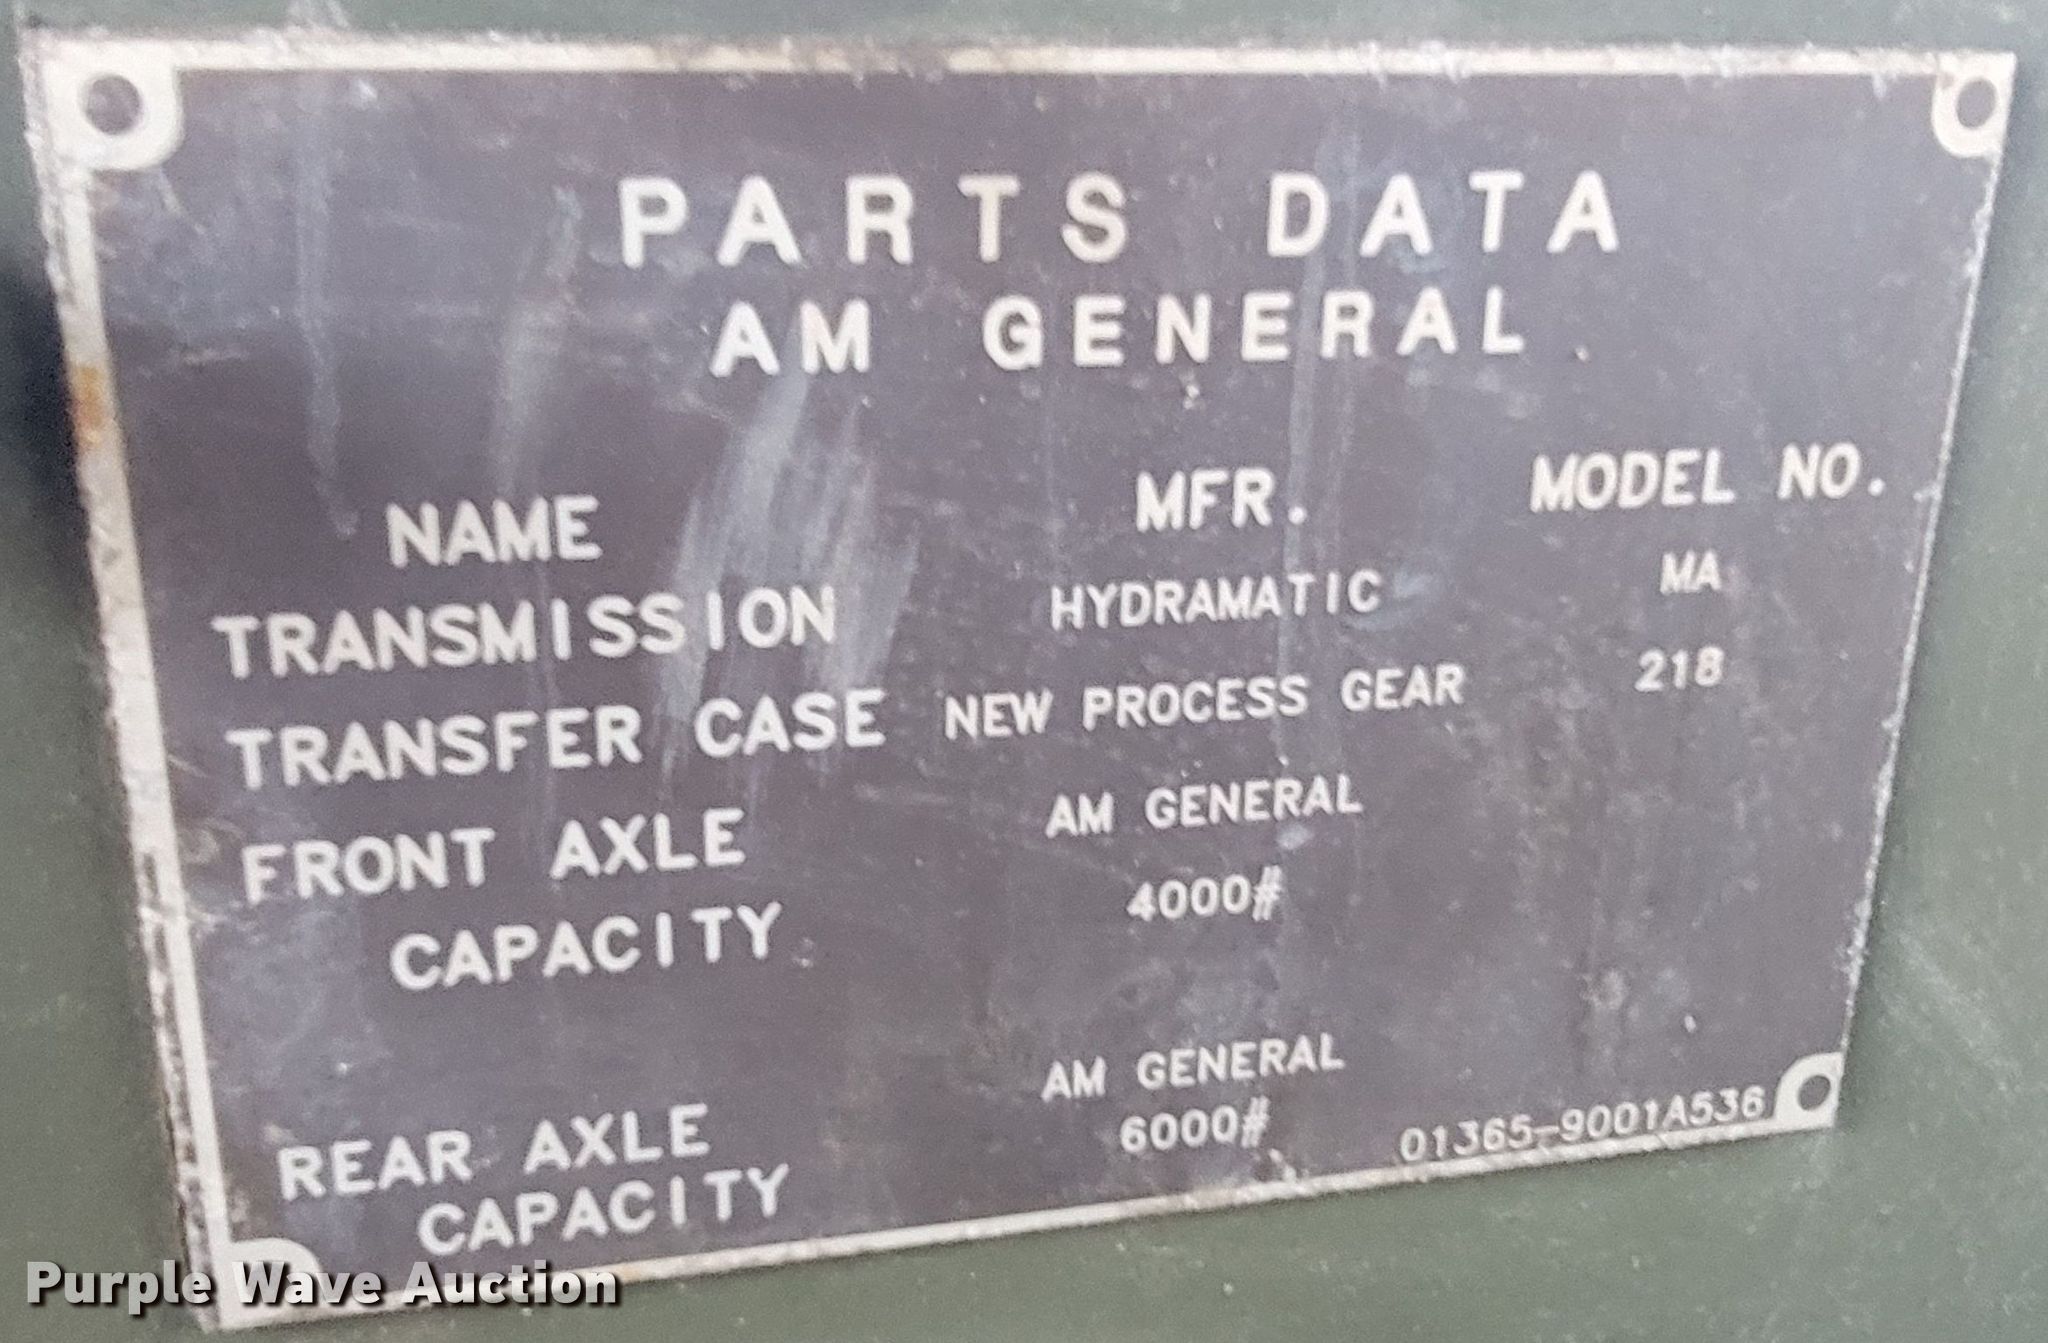 PARTS DATA
AM GENERAL
NAME MFR. MODEL NO.
TRANSMISSION HYDRAMATIC MA
TRANSFER CASE NEW PROCESS GEAR 218
FRONT AXLE AM GENERAL
CAPACITY 4000#
REAR AXLE AM GENERAL
CAPACITY 6000#
01365-9001A536
Purple Wave Auction